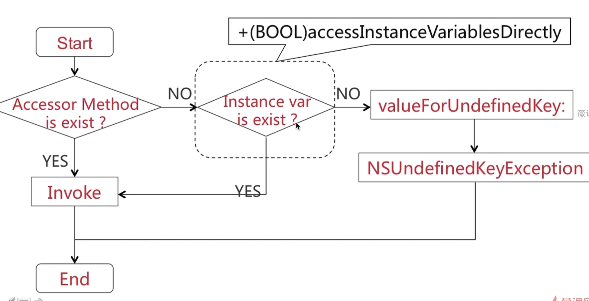 +(BOOL)accessInstanceVariablesDirectly
Start
Accessor Method
is exist ?
NO
Instance var
is exist ?
NO
valueForUndefinedKey:
YES
NSUndefinedKeyException
Invoke
YES
End